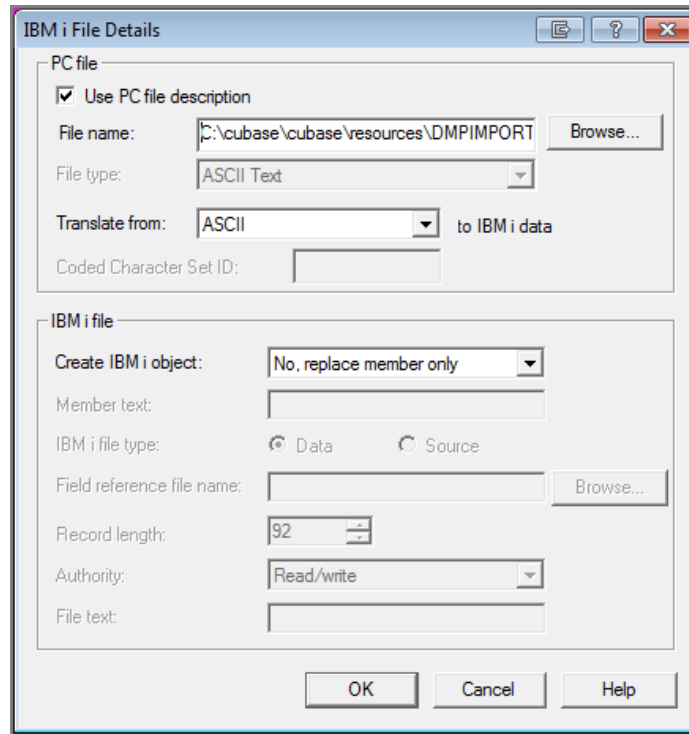 IBM i File Details
PC file
Use PC file description
File name: C:\cubase\cubase\resources\DMPIMPORT Browse...
File type: ASCII Text
Translate from: ASCII to IBM i data
Coded Character Set ID:
IBM i file
Create IBM i object: No, replace member only
Member text:
IBM i file type: Data Source
Field reference file name: Browse...
Record length: 92
Authority: Read/write
File text:
OK Cancel Help